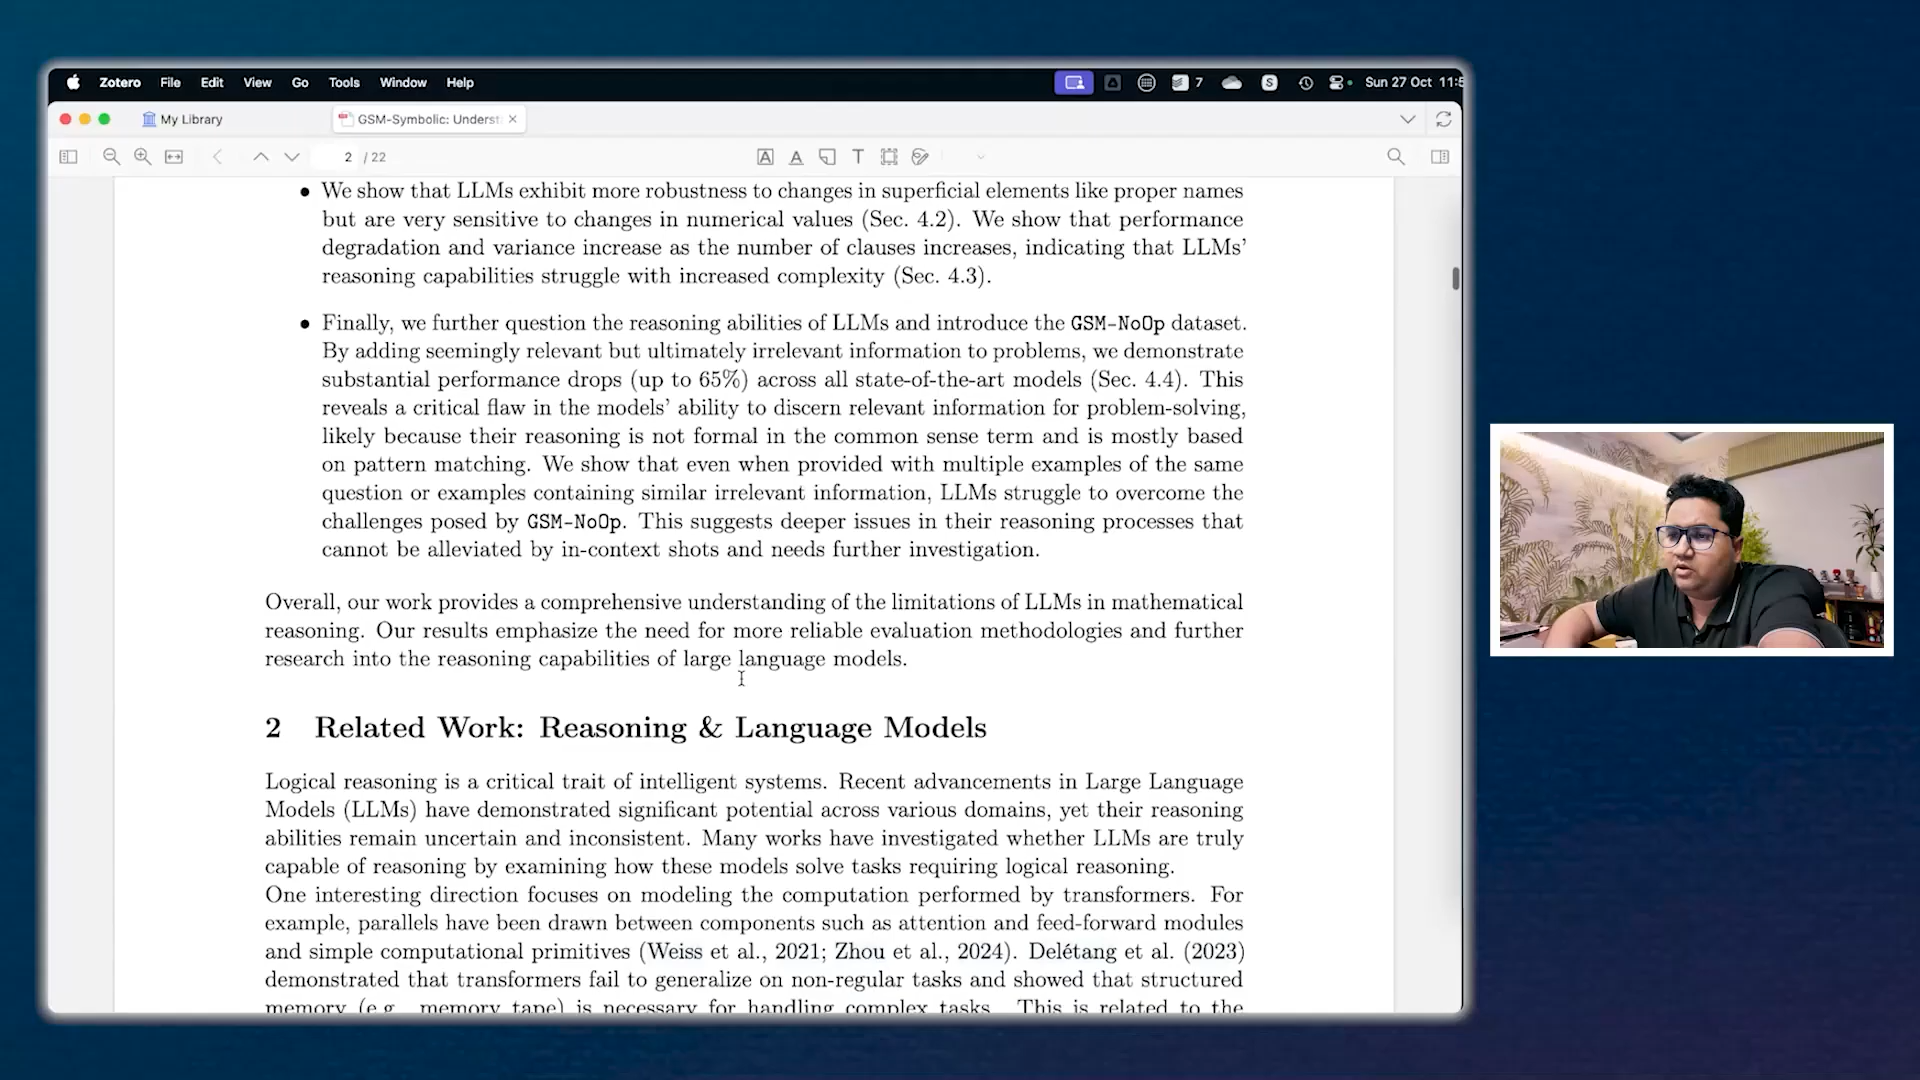 Zotero File Edit View Go Tools Window Help 7 S Sun 27 Oct 11:5
My Library GSM-Symbolic: Underst
2 / 22
• We show that LLMs exhibit more robustness to changes in superficial elements like proper names
but are very sensitive to changes in numerical values (Sec. 4.2). We show that performance
degradation and variance increase as the number of clauses increases, indicating that LLMs'
reasoning capabilities struggle with increased complexity (Sec. 4.3).
• Finally, we further question the reasoning abilities of LLMs and introduce the GSM-NoOp dataset.
By adding seemingly relevant but ultimately irrelevant information to problems, we demonstrate
substantial performance drops (up to 65%) across all state-of-the-art models (Sec. 4.4). This
reveals a critical flaw in the models' ability to discern relevant information for problem-solving,
likely because their reasoning is not formal in the common sense term and is mostly based
on pattern matching. We show that even when provided with multiple examples of the same
question or examples containing similar irrelevant information, LLMs struggle to overcome the
challenges posed by GSM-NoOp. This suggests deeper issues in their reasoning processes that
cannot be alleviated by in-context shots and needs further investigation.
Overall, our work provides a comprehensive understanding of the limitations of LLMs in mathematical
reasoning. Our results emphasize the need for more reliable evaluation methodologies and further
research into the reasoning capabilities of large language models.
2 Related Work: Reasoning & Language Models
Logical reasoning is a critical trait of intelligent systems. Recent advancements in Large Language
Models (LLMs) have demonstrated significant potential across various domains, yet their reasoning
abilities remain uncertain and inconsistent. Many works have investigated whether LLMs are truly
capable of reasoning by examining how these models solve tasks requiring logical reasoning.
One interesting direction focuses on modeling the computation performed by transformers. For
example, parallels have been drawn between components such as attention and feed-forward modules
and simple computational primitives (Weiss et al., 2021; Zhou et al., 2024). Delétang et al. (2023)
demonstrated that transformers fail to generalize on non-regular tasks and showed that structured
memory (e.g., memory tape) is necessary for handling complex tasks. This is related to the